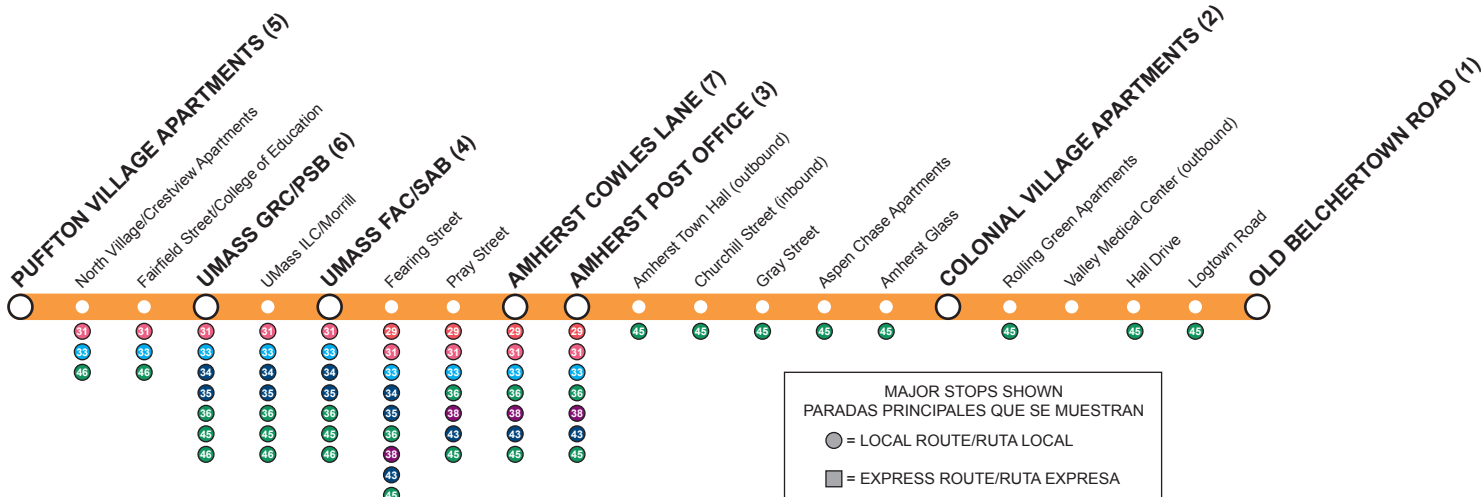 PUFFTON VILLAGE APARTMENTS (5)
North Village/Crestview Apartments
Fairfield Street/College of Education
UMASS GRC/PSB (6)
UMass ILC/Morrill
UMASS FAC/SAB (4)
Fearing Street
Pray Street
AMHERST COWLES LANE (7)
AMHERST POST OFFICE (3)
Amherst Town Hall (outbound)
Churchill Street (inbound)
Gray Street
Aspen Chase Apartments
Amherst Glass
COLONIAL VILLAGE APARTMENTS (2)
Rolling Green Apartments
Valley Medical Center (outbound)
Hall Drive
Logtown Road
OLD BELCHERTOWN ROAD (1)
31 31 31 31 31 29 29 29 29 45 45 45 45 45 45 45 45
33 33 33 33 33 31 31 31 31
46 46 34 34 34 33 33 33 33
35 35 35 34 36 36 36
36 36 36 35 38 38 38
45 45 45 36 43 43 43
46 46 46 38 45 45 45
43
45
MAJOR STOPS SHOWN
PARADAS PRINCIPALES QUE SE MUESTRAN
= LOCAL ROUTE/RUTA LOCAL
= EXPRESS ROUTE/RUTA EXPRESA